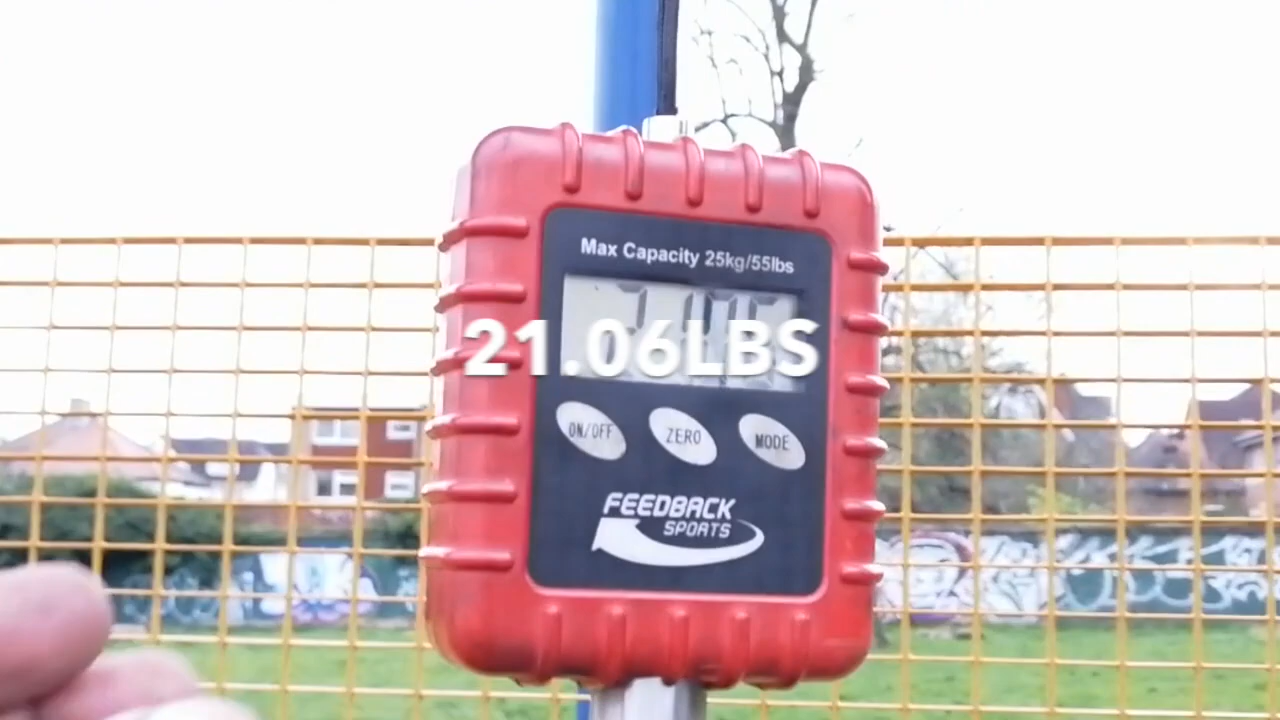 Max Capacity 25kg/55lbs
21.06LBS
ON/OFF ZERO MODE
FEEDBACK
SPORTS